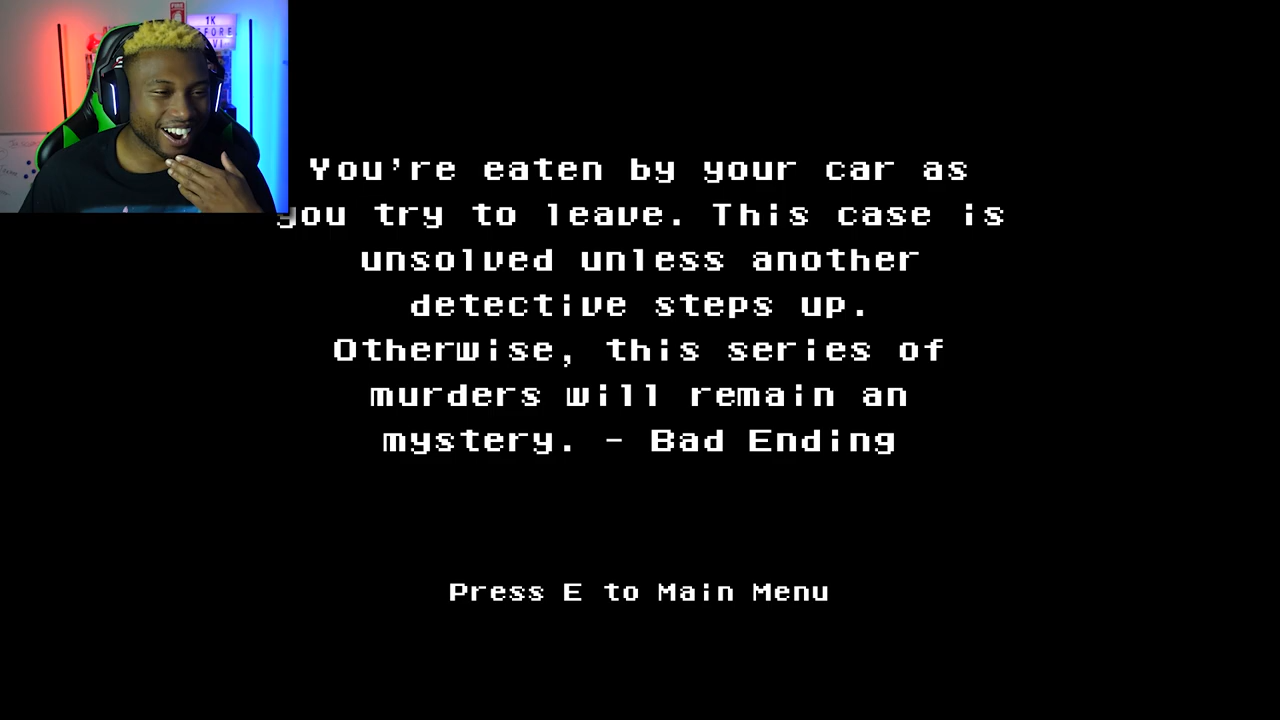 1K
You're eaten by your car as
you try to leave. This case is
unsolved unless another
detective steps up.
Otherwise, this series of
murders will remain an
mystery. - Bad Ending
Press E to Main Menu